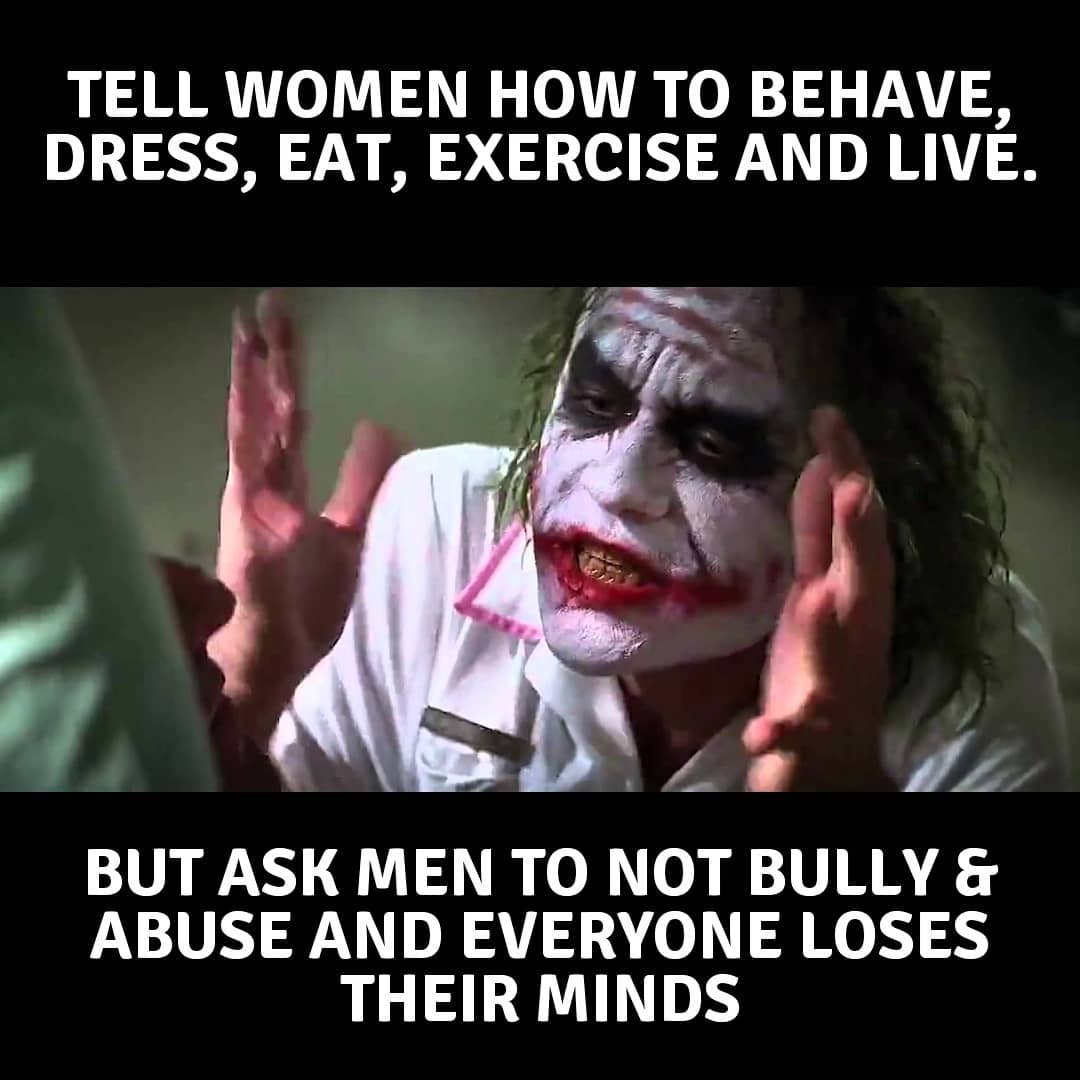 TELL WOMEN HOW TO BEHAVE,
DRESS, EAT, EXERCISE AND LIVE.
BUT ASK MEN TO NOT BULLY &
ABUSE AND EVERYONE LOSES
THEIR MINDS